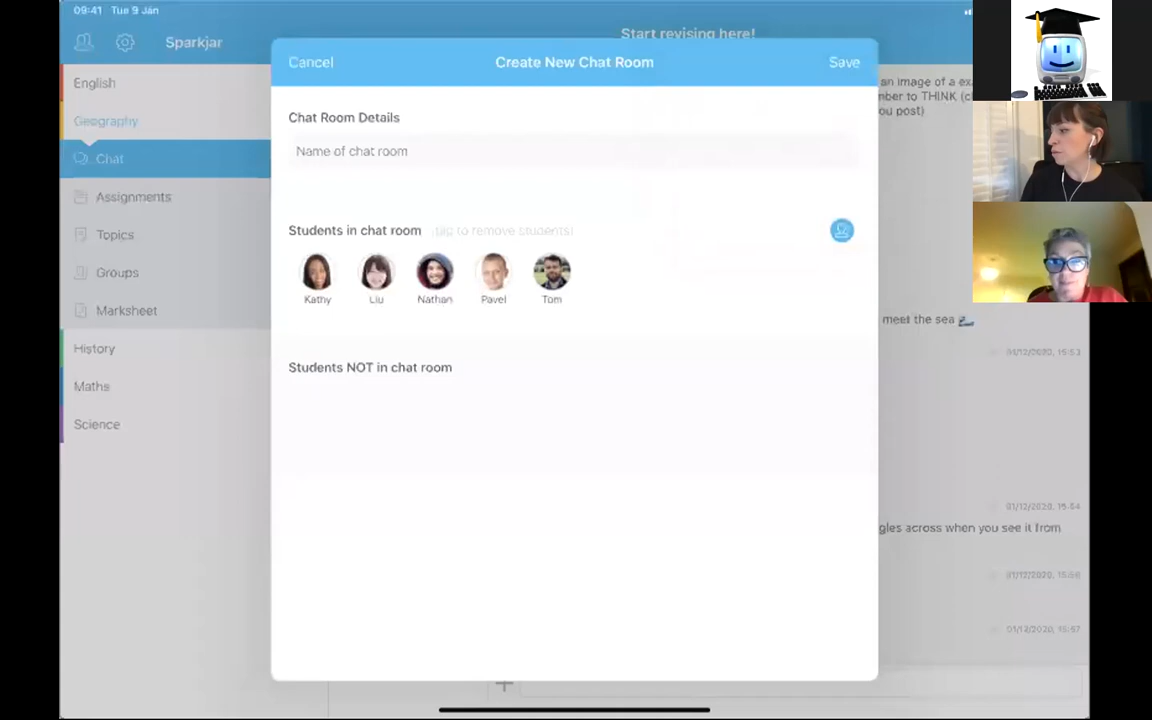 09:41 Tue 9 Jan
Sparkjar
Start revising here!
Cancel
Create New Chat Room
Save
English
Geography
Chat
Assignments
Topics
Groups
Marksheet
History
Maths
Science
Chat Room Details
Name of chat room
Students in chat room (tap to remove students)
Kathy
Liu
Nathan
Pavel
Tom
Students NOT in chat room
an image of a
to THINK
you post)
meet the sea
01/12/2020, 15:53
01/12/2020, 15:54
across when you see it from
01/12/2020, 15:56
01/12/2020, 15:57